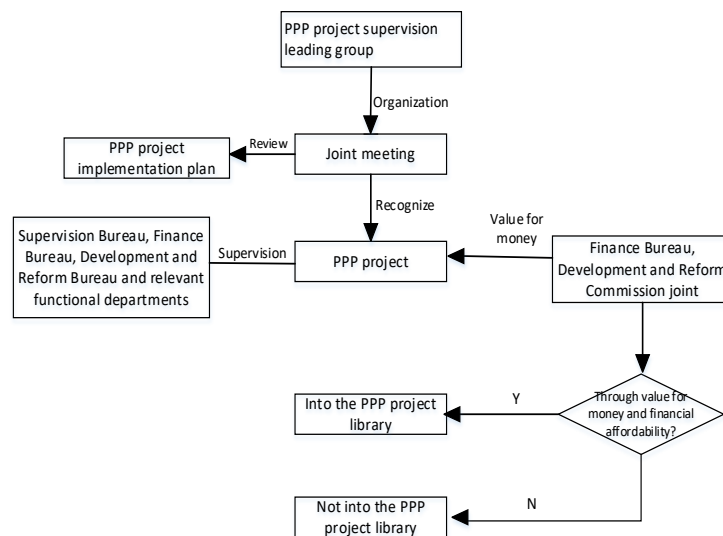 PPP project supervision
leading group
Organization
PPP project
implementation plan
Review
Joint meeting
Recognize
Value for
money
Supervision Bureau, Finance
Bureau, Development and
Reform Bureau and relevant
functional departments
Supervision
PPP project
Finance Bureau,
Development and Reform
Commission joint
Into the PPP project
library
Y
Through value for
money and financial
affordability?
Not into the PPP
project library
N